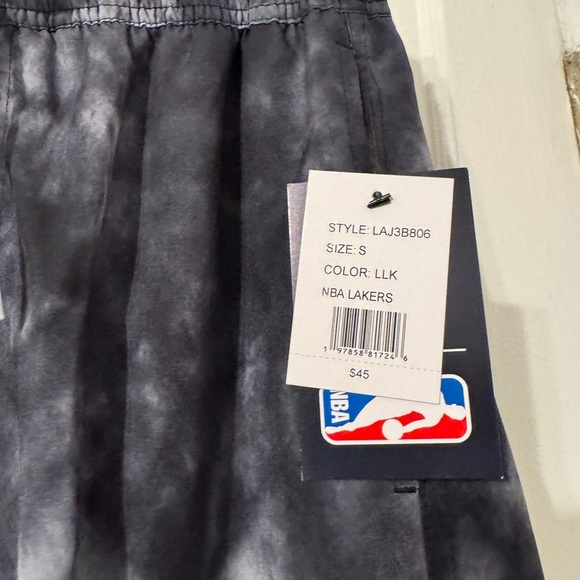 STYLE: LAJ3B806
SIZE: S
COLOR: LLK
NBA LAKERS
1 97858 81724 6
$45
NBA